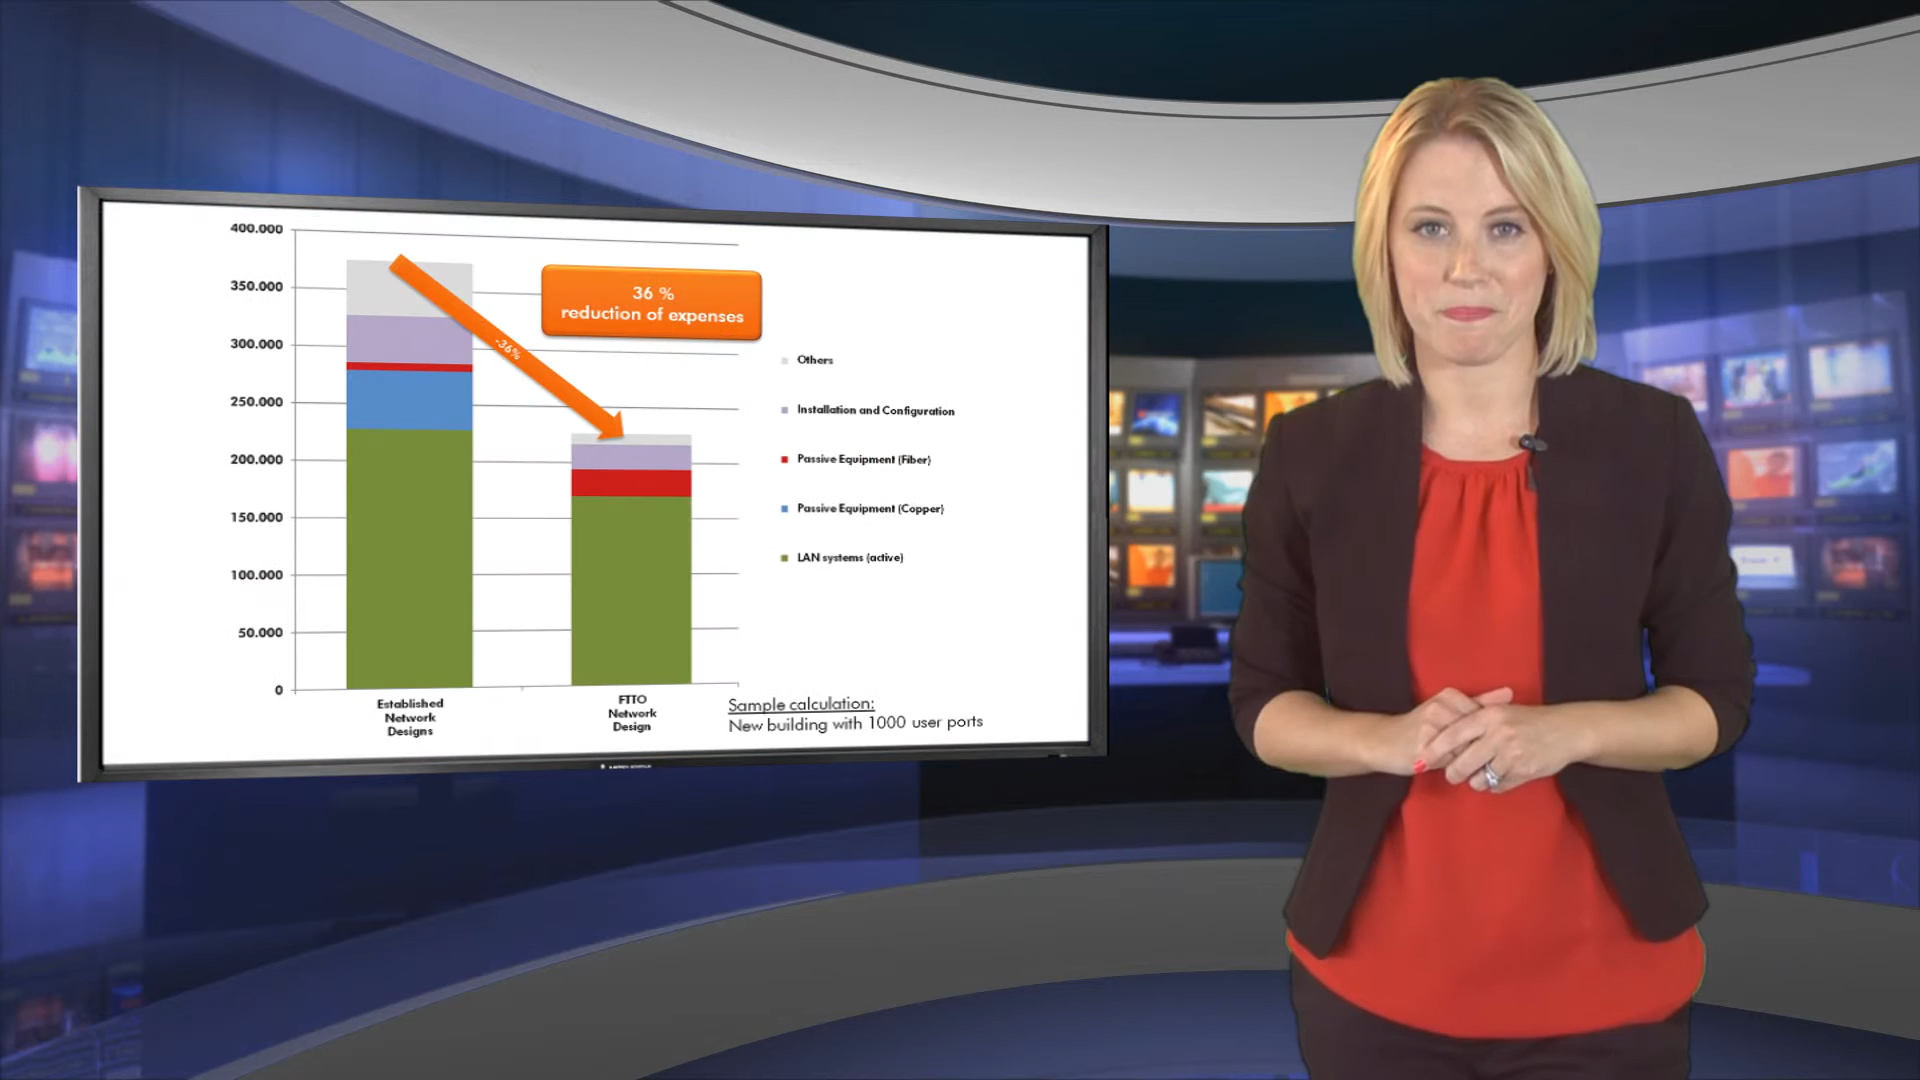 400.000
350.000
300.000
250.000
200.000
150.000
100.000
50.000
0
-36%
36 %
reduction of expenses
Others
Installation and Configuration
Passive Equipment (Fiber)
Passive Equipment (Copper)
LAN systems (active)
Established
Network
Designs
FTTO
Network
Design
Sample calculation:
New building with 1000 user ports